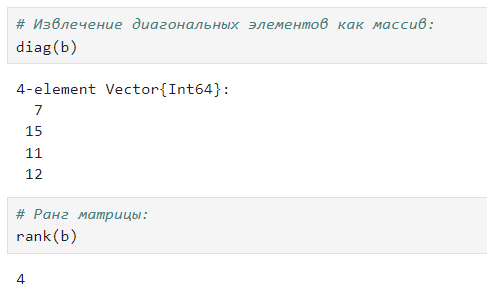 # Извлечение диагональных элементов как массив:
diag(b)
4-element Vector{Int64}:
7
15
11
12
# Ранг матрицы:
rank(b)
4